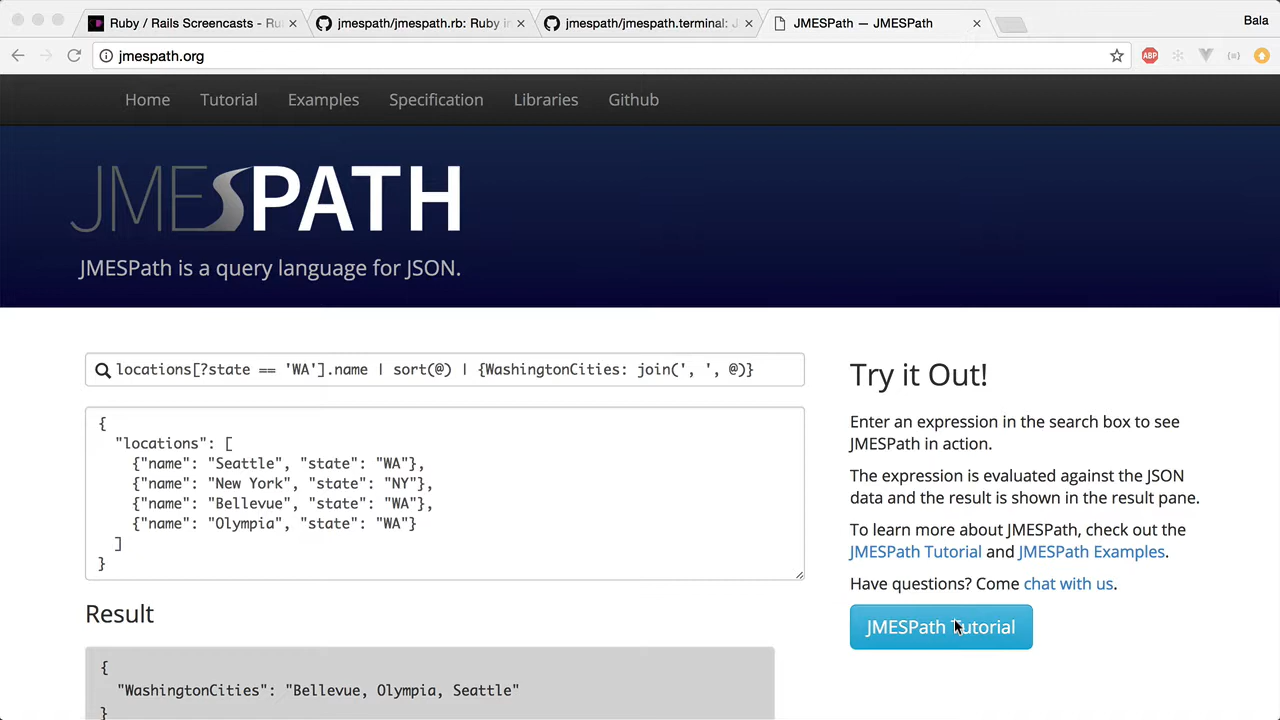 Ruby / Rails Screencasts - Ru
jmespath/jmespath.rb: Ruby in
jmespath/jmespath.terminal: J
JMESPath — JMESPath
Bala
jmespath.org
ABP
Home Tutorial Examples Specification Libraries Github
JMESPATH
JMESPath is a query language for JSON.
locations[?state == 'WA'].name | sort(@) | {WashingtonCities: join(', ', @)}
{
"locations": [
{"name": "Seattle", "state": "WA"},
{"name": "New York", "state": "NY"},
{"name": "Bellevue", "state": "WA"},
{"name": "Olympia", "state": "WA"}
]
}
Result
{
"WashingtonCities": "Bellevue, Olympia, Seattle"
}
Try it Out!
Enter an expression in the search box to see
JMESPath in action.
The expression is evaluated against the JSON
data and the result is shown in the result pane.
To learn more about JMESPath, check out the
JMESPath Tutorial and JMESPath Examples.
Have questions? Come chat with us.
JMESPath Tutorial